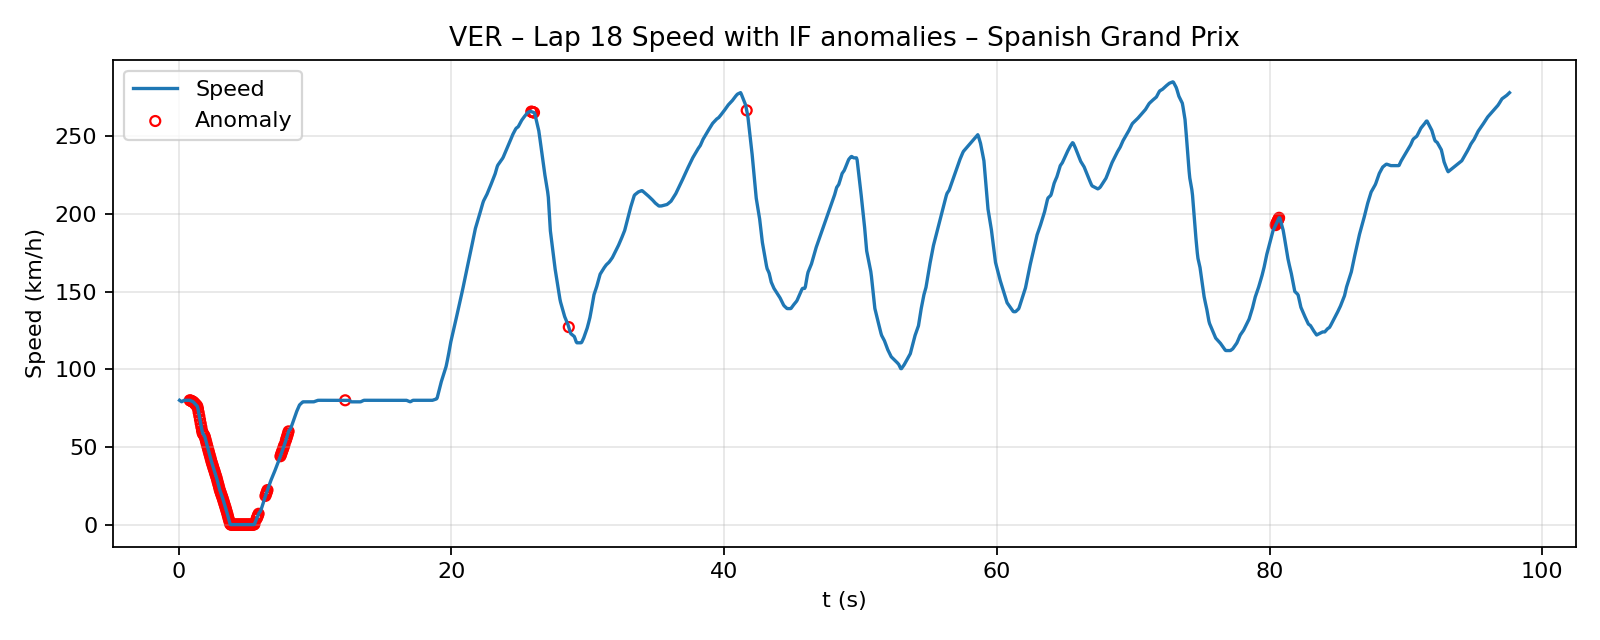 VER – Lap 18 Speed with IF anomalies – Spanish Grand Prix
Speed
Anomaly
Speed (km/h)
250
200
150
100
50
0
0 20 40 60 80 100
t (s)